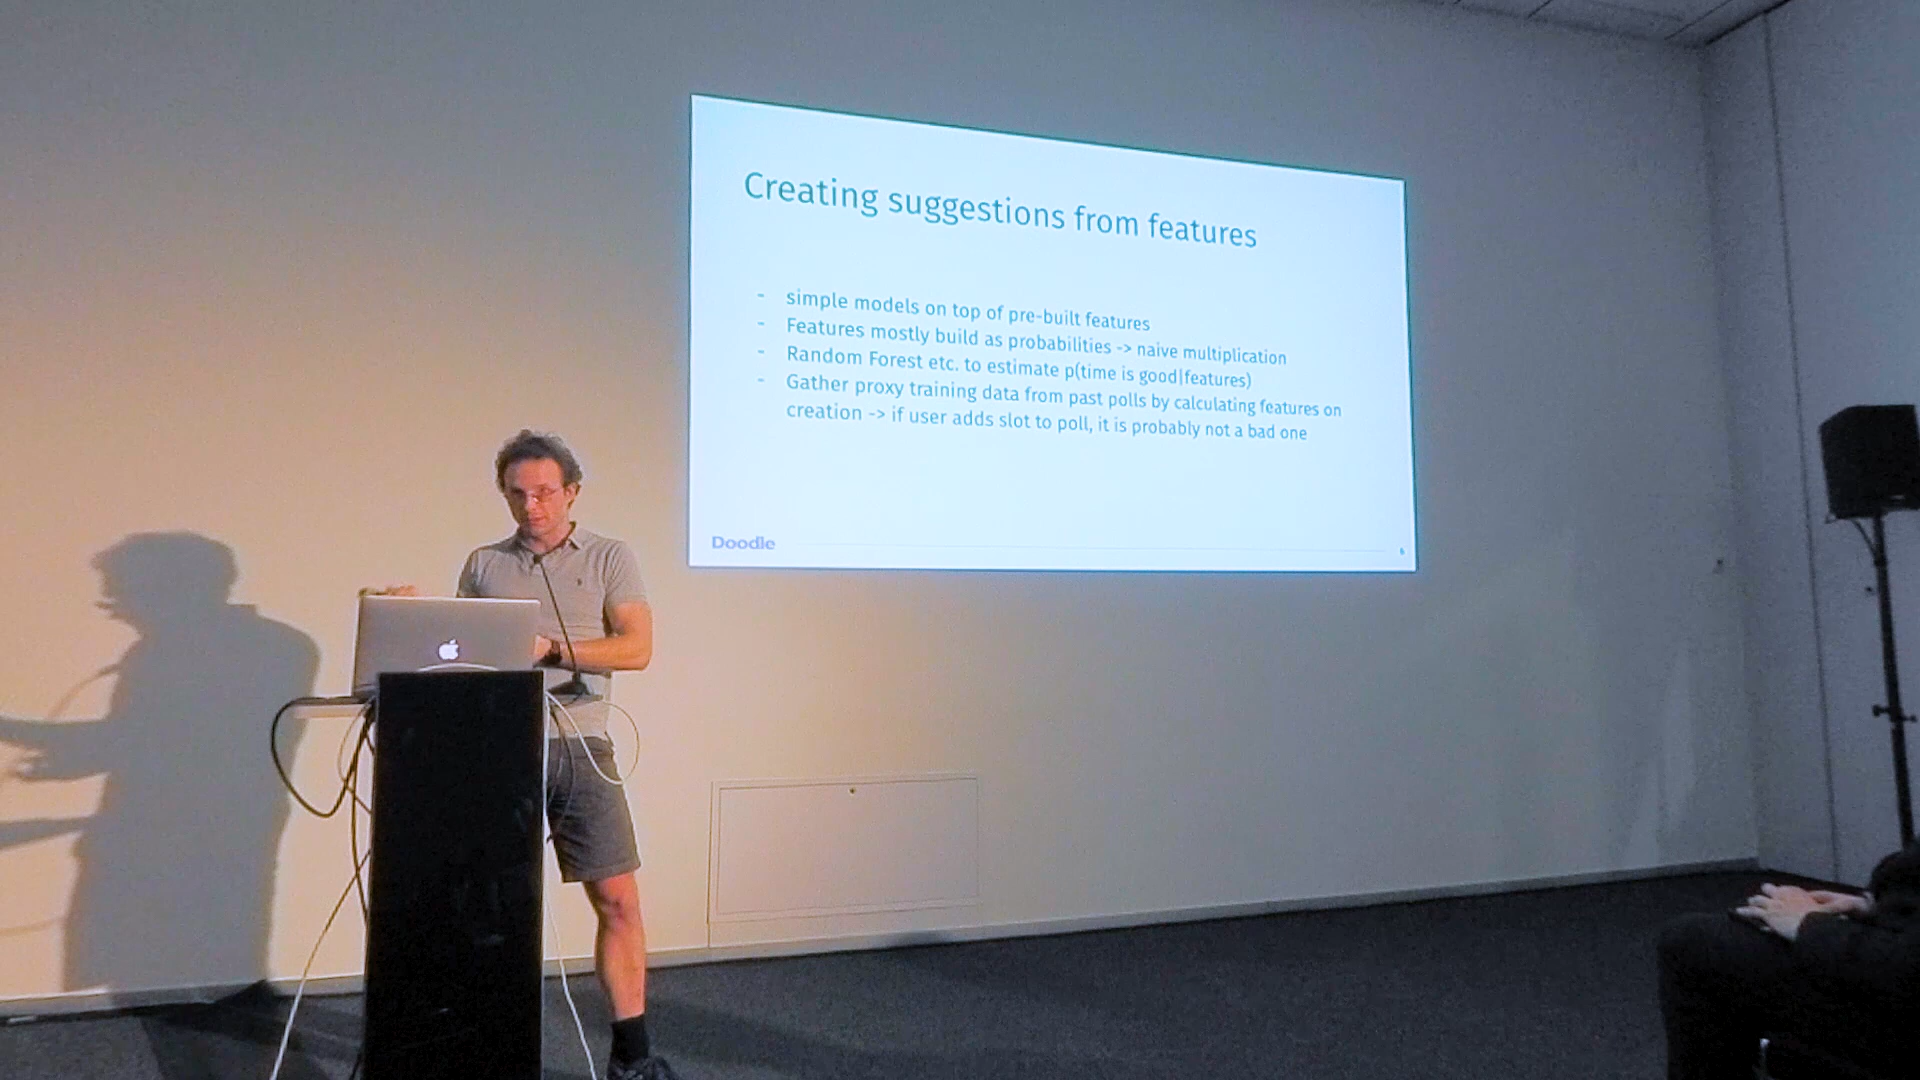 Creating suggestions from features
- simple models on top of pre-built features
- Features mostly build as probabilities -> naive multiplication
- Random Forest etc. to estimate p(time is good|features)
- Gather proxy training data from past polls by calculating features on
creation -> if user adds slot to poll, it is probably not a bad one
Doodle